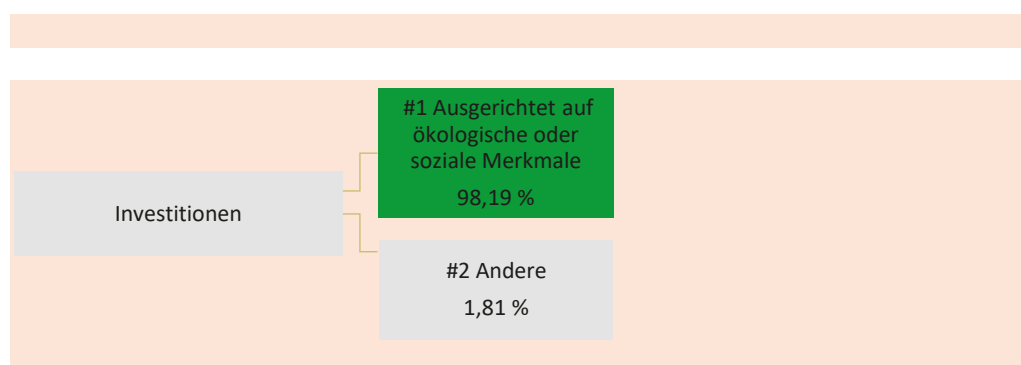 Investitionen
#1 Ausgerichtet auf
ökologische oder
soziale Merkmale
98,19 %
#2 Andere
1,81 %